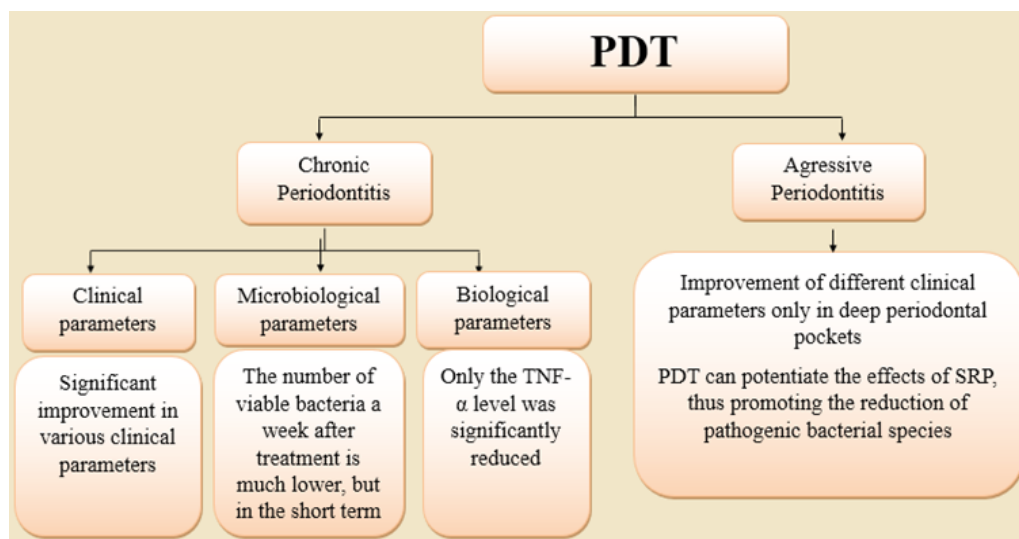 PDT
Chronic
Periodontitis
Agressive
Periodontitis
Clinical
parameters
Microbiological
parameters
Biological
parameters
Significant
improvement in
various clinical
parameters
The number of
viable bacteria a
week after
treatment is
much lower, but
in the short term
Only the TNF-
α level was
significantly
reduced
Improvement of different clinical
parameters only in deep periodontal
pockets
PDT can potentiate the effects of SRP,
thus promoting the reduction of
pathogenic bacterial species